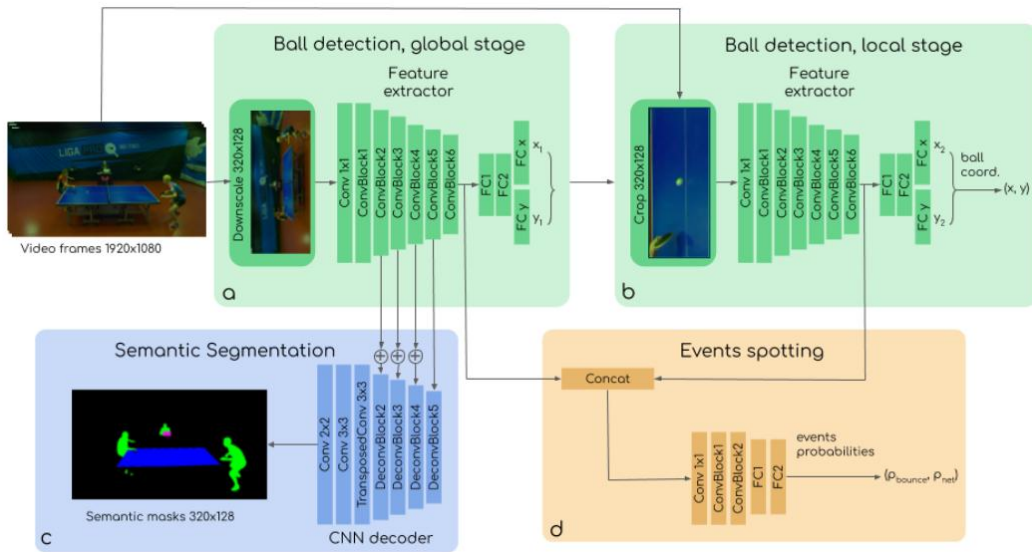 Ball detection, global stage
Ball detection, local stage
Feature extractor
Feature extractor
LIGA
Video frames 1920x1080
Downscale 320x128
Conv 1x1
ConvBlock1
ConvBlock2
ConvBlock3
ConvBlock4
ConvBlock5
ConvBlock6
FC1
FC2
FC x
FC y
x1
y1
a
Crop 320x128
Conv 1x1
ConvBlock1
ConvBlock2
ConvBlock3
ConvBlock4
ConvBlock5
ConvBlock6
FC1
FC2
FC x
FC y
x2
y2
ball
coord.
(x, y)
b
Semantic Segmentation
Conv 2x2
Conv 3x3
TransposedConv 3x3
DeconvBlock2
DeconvBlock3
DeconvBlock4
DeconvBlock5
Semantic masks 320x128
CNN decoder
c
Events spotting
Concat
Conv 1x1
ConvBlock1
ConvBlock2
FC1
FC2
events
probabilities
(ρbounce, ρnet)
d